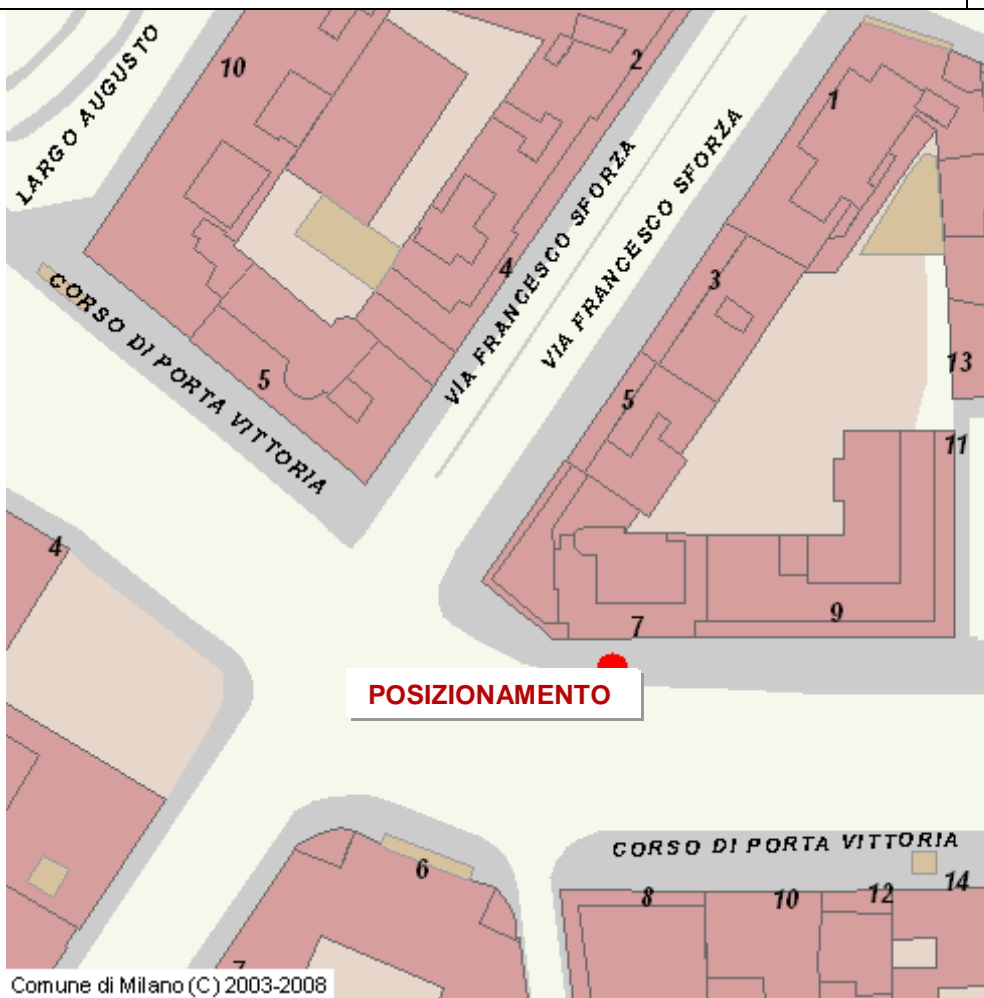 LARGO AUGUSTO
10
2
1
VIA FRANCESCO SFORZA
VIA FRANCESCO SFORZA
4
3
CORSO DI PORTA VITTORIA
5
5
13
11
4
7
9
POSIZIONAMENTO
CORSO DI PORTA VITTORIA
6
8
10
12
14
Comune di Milano (C) 2003-2008